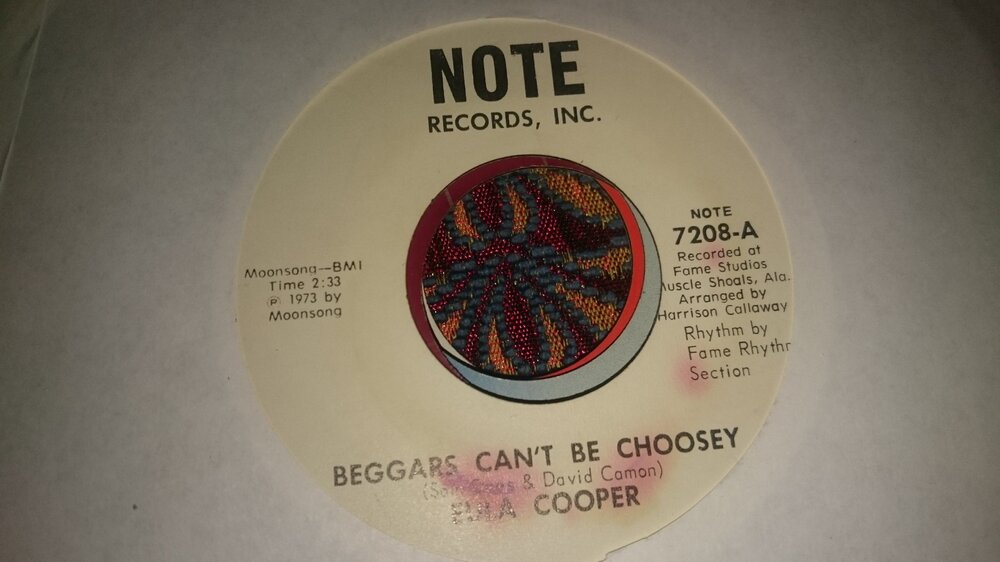 NOTE
RECORDS, INC.
Moonsong—BMI
Time 2:33
℗ 1973 by
Moonsong
NOTE
7208-A
Recorded at
Fame Studios
Muscle Shoals, Ala.
Arranged by
Harrison Callaway
Rhythm by
Fame Rhythm
Section
BEGGARS CAN'T BE CHOOSEY
& David Camon)
EULA COOPER